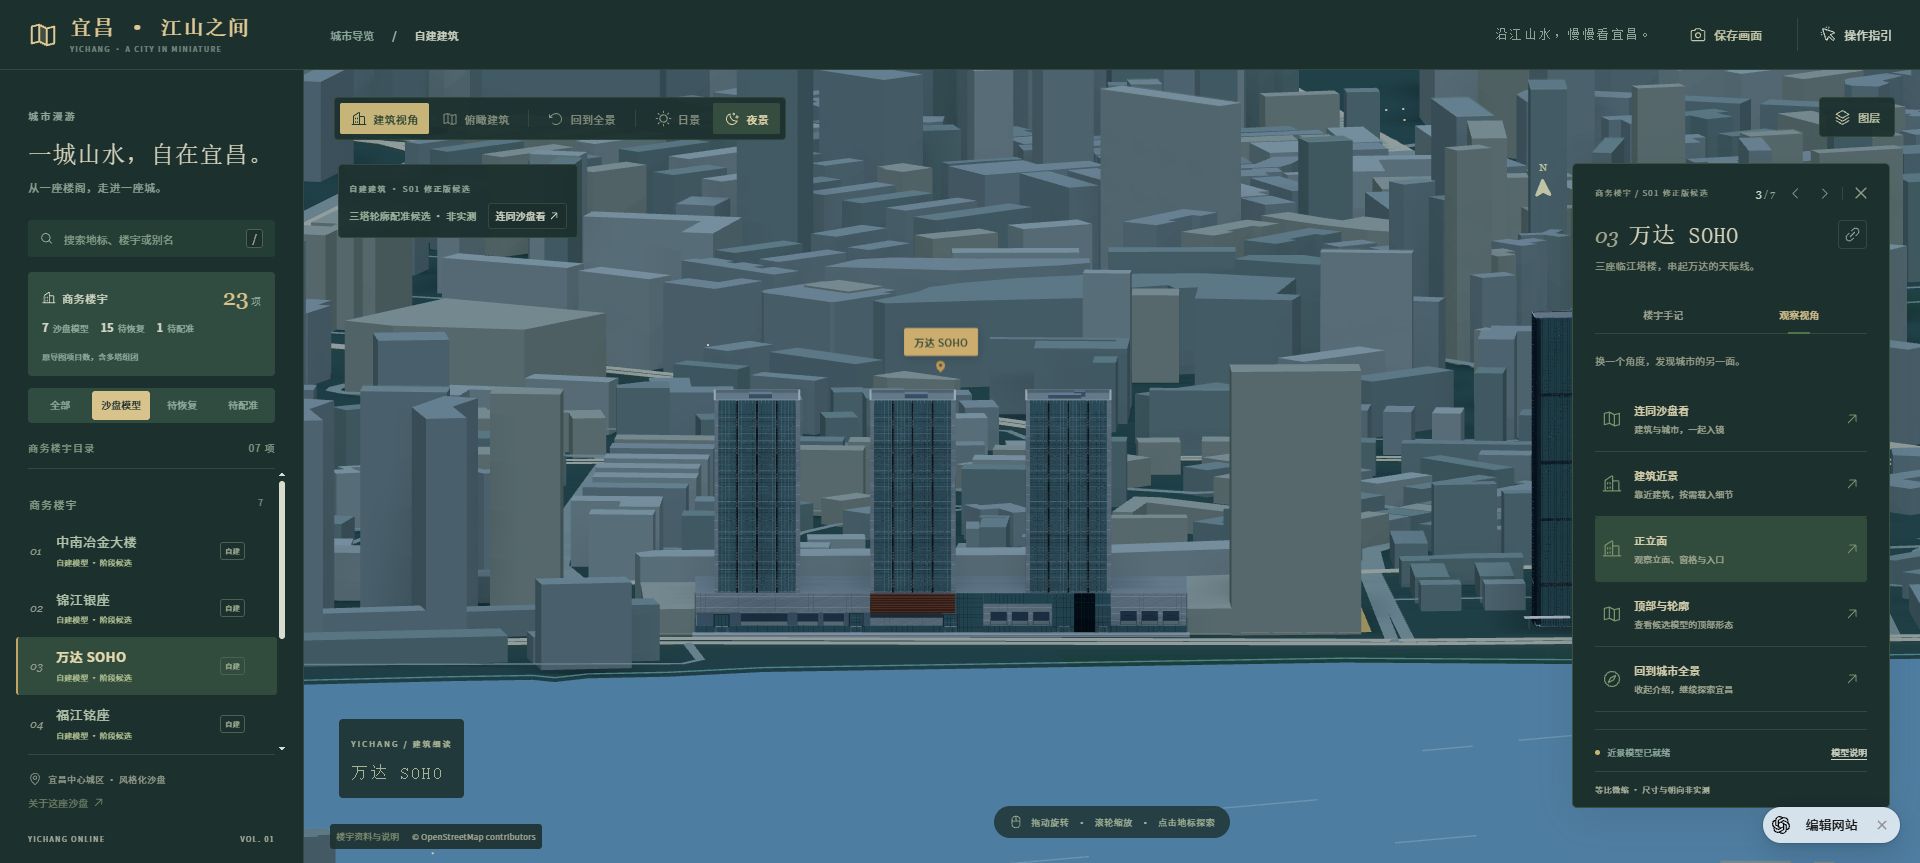 宜昌 • 江山之间
YICHANG • A CITY IN MINIATURE
城市导览 / 自建建筑
沿江山水，慢慢看宜昌。
保存画面
操作指引
城市漫游
一城山水，自在宜昌。
从一座楼阁，走进一座城。
搜索地标、楼宇或别名 /
商务楼宇 23 项
7 沙盘模型 15 待恢复 1 待配准
原导图项目数，含多塔组团
全部 沙盘模型 待恢复 待配准
商务楼宇目录 07 项
商务楼宇 7
01 中南冶金大楼 自建
自建模型 • 阶段候选
02 锦江银座 自建
自建模型 • 阶段候选
03 万达 SOHO 自建
自建模型 • 阶段候选
04 福江铭座 自建
自建模型 • 阶段候选
宜昌中心城区 • 风格化沙盘
关于这座沙盘
YICHANG ONLINE VOL. 01
建筑视角 俯瞰建筑 回到全景 日景 夜景
自建建筑 • S01 修正版候选
三塔轮廓配准候选 • 非实测 连同沙盘看
万达 SOHO
N
图层
YICHANG / 建筑细读
万达 SOHO
楼宇资料与说明 © OpenStreetMap contributors
拖动旋转 • 滚轮缩放 • 点击地标探索
商务楼宇 / S01 修正版候选 3 / 7
03 万达 SOHO
三座临江塔楼，串起万达的天际线。
楼宇手记 观察视角
换一个角度，发现城市的另一面。
连同沙盘看
建筑与城市，一起入镜
建筑近景
靠近建筑，按需载入细节
正立面
观察立面、窗格与入口
顶部与轮廓
查看候选模型的顶部形态
回到城市全景
收起介绍，继续探索宜昌
近景模型已就绪 模型说明
等比微缩 • 尺寸与朝向非实测
编辑网站